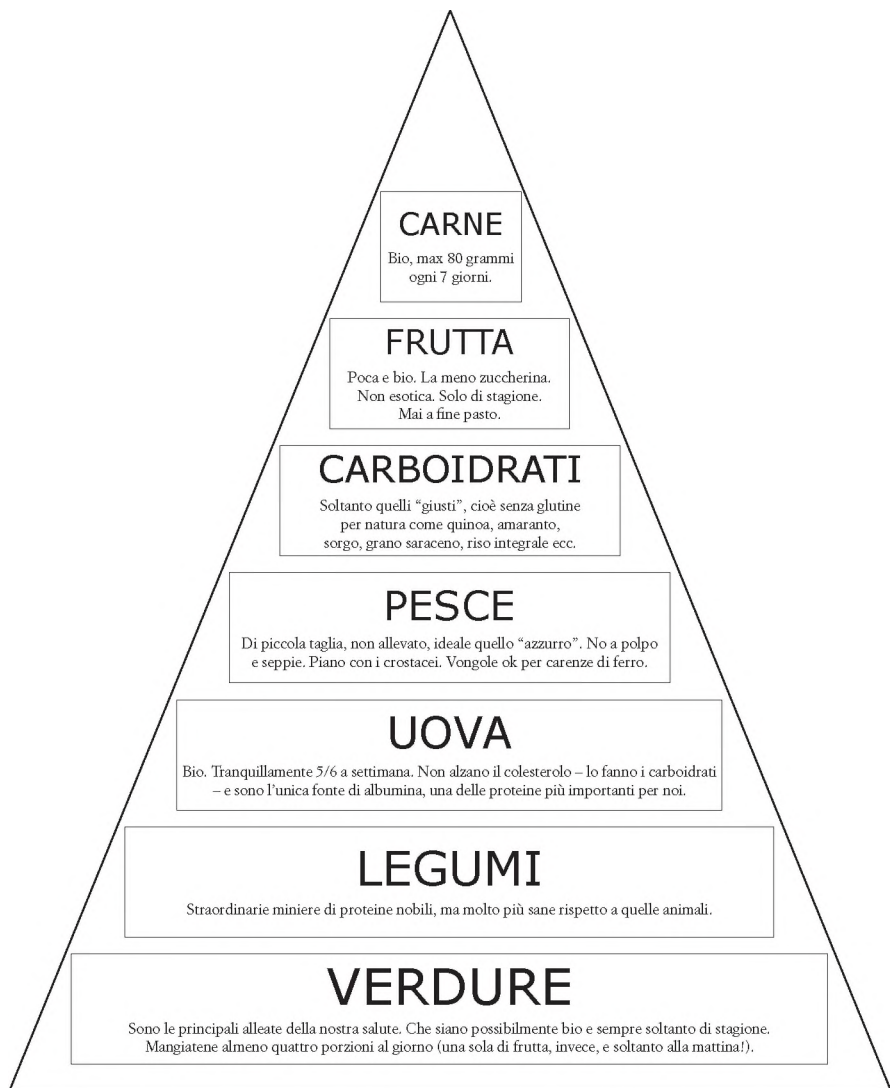 CARNE
Bio, max 80 grammi
ogni 7 giorni.
FRUTTA
Poca e bio. La meno zuccherina.
Non esotica. Solo di stagione.
Mai a fine pasto.
CARBOIDRATI
Soltanto quelli “giusti”, cioè senza glutine
per natura come quinoa, amaranto,
sorgo, grano saraceno, riso integrale ecc.
PESCE
Di piccola taglia, non allevato, ideale quello “azzurro”. No a polpo
e seppie. Piano con i crostacei. Vongole ok per carenze di ferro.
UOVA
Bio. Tranquillamente 5/6 a settimana. Non alzano il colesterolo – lo fanno i carboidrati
– e sono l’unica fonte di albumina, una delle proteine più importanti per noi.
LEGUMI
Straordinarie miniere di proteine nobili, ma molto più sane rispetto a quelle animali.
VERDURE
Sono le principali alleate della nostra salute. Che siano possibilmente bio e sempre soltanto di stagione.
Mangiatene almeno quattro porzioni al giorno (una sola di frutta, invece, e soltanto alla mattina!).